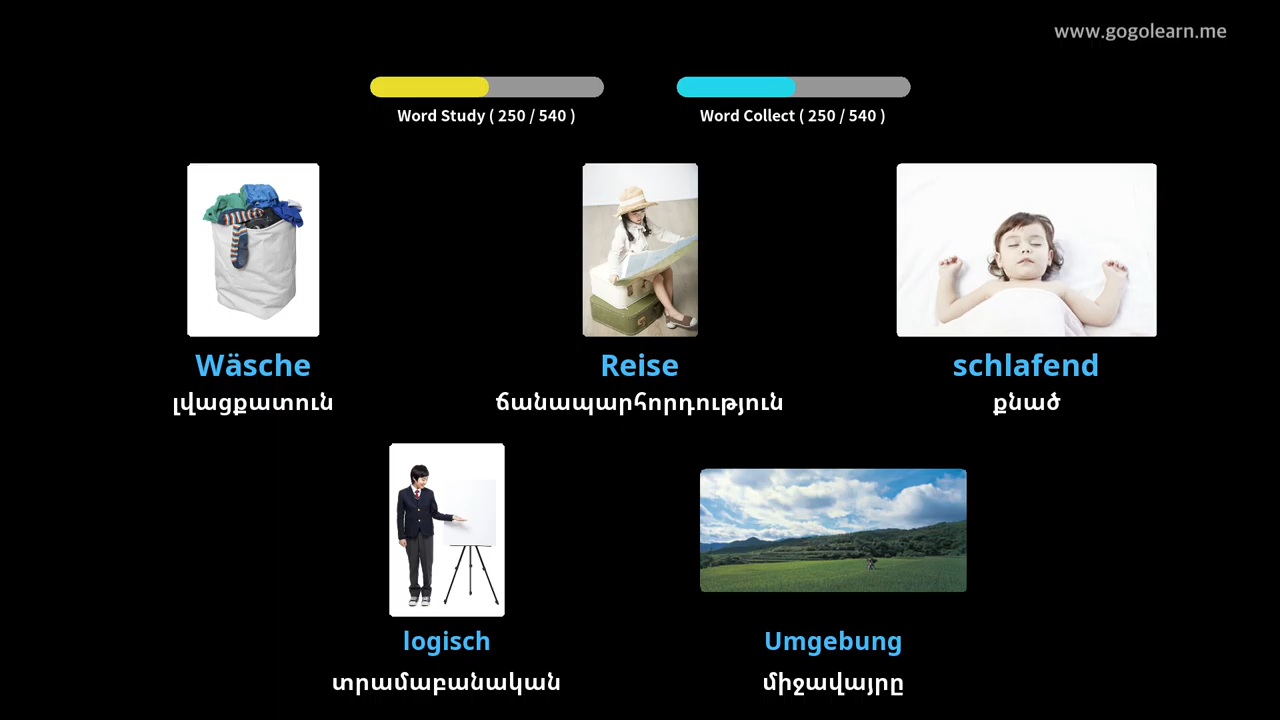 www.gogolearn.me
Word Study ( 250 / 540 )
Word Collect ( 250 / 540 )
Wäsche
Reise
schlafend
լվացքատուն
ճանապարհորդություն
քնած
logisch
Umgebung
տրամաբանական
միջավայրը